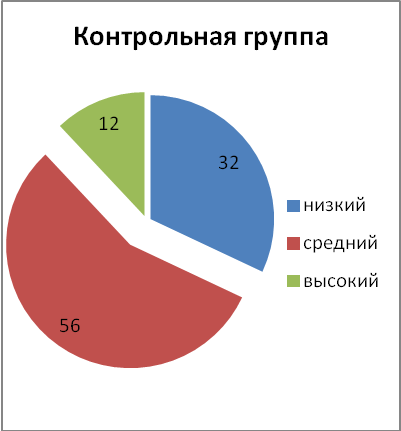 Контрольная группа
12
32
56
низкий
средний
высокий